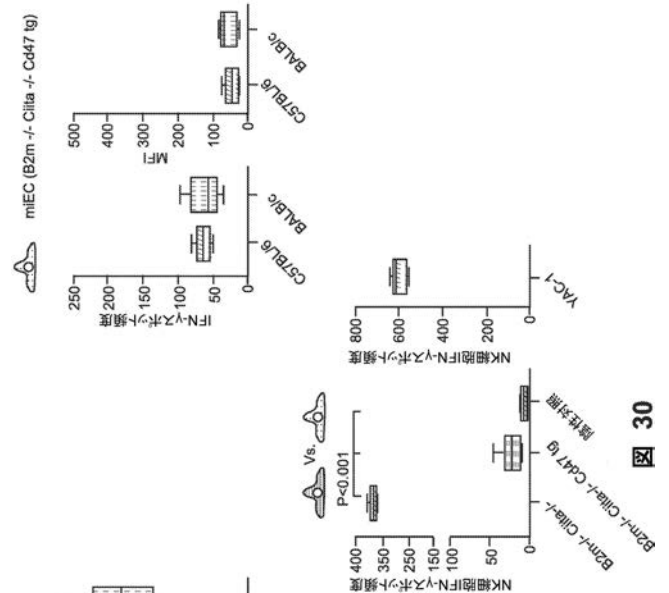 miEC (B2m -/- Ciita -/- Cd47 tg)
IFN-γスポット頻度
250
200
150
100
50
0
C57BL/6
BALB/c
MFI
500
400
300
200
100
0
C57BL/6
BALB/c
Vs.
P<0.001
NK細胞IFN-γスポット頻度
400
350
300
250
150
100
50
0
B2m-/- Ciita-/-
B2m-/- Ciita-/- Cd47 tg
陰性対照
NK細胞IFN-γスポット頻度
800
600
400
200
0
YAC-1
図 30